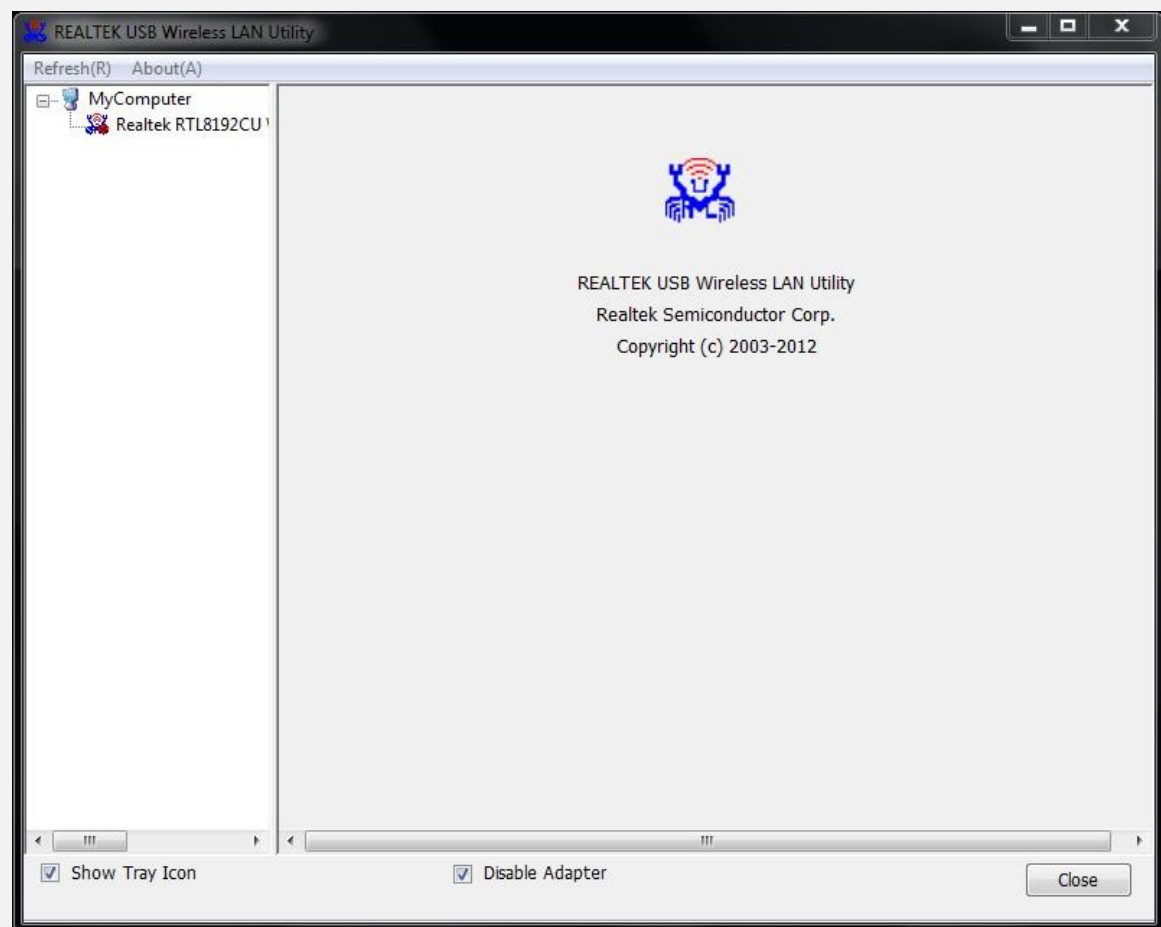 REALTEK USB Wireless LAN Utility
Refresh(R) About(A)
MyComputer
Realtek RTL8192CU
REALTEK USB Wireless LAN Utility
Realtek Semiconductor Corp.
Copyright (c) 2003-2012
Show Tray Icon
Disable Adapter
Close